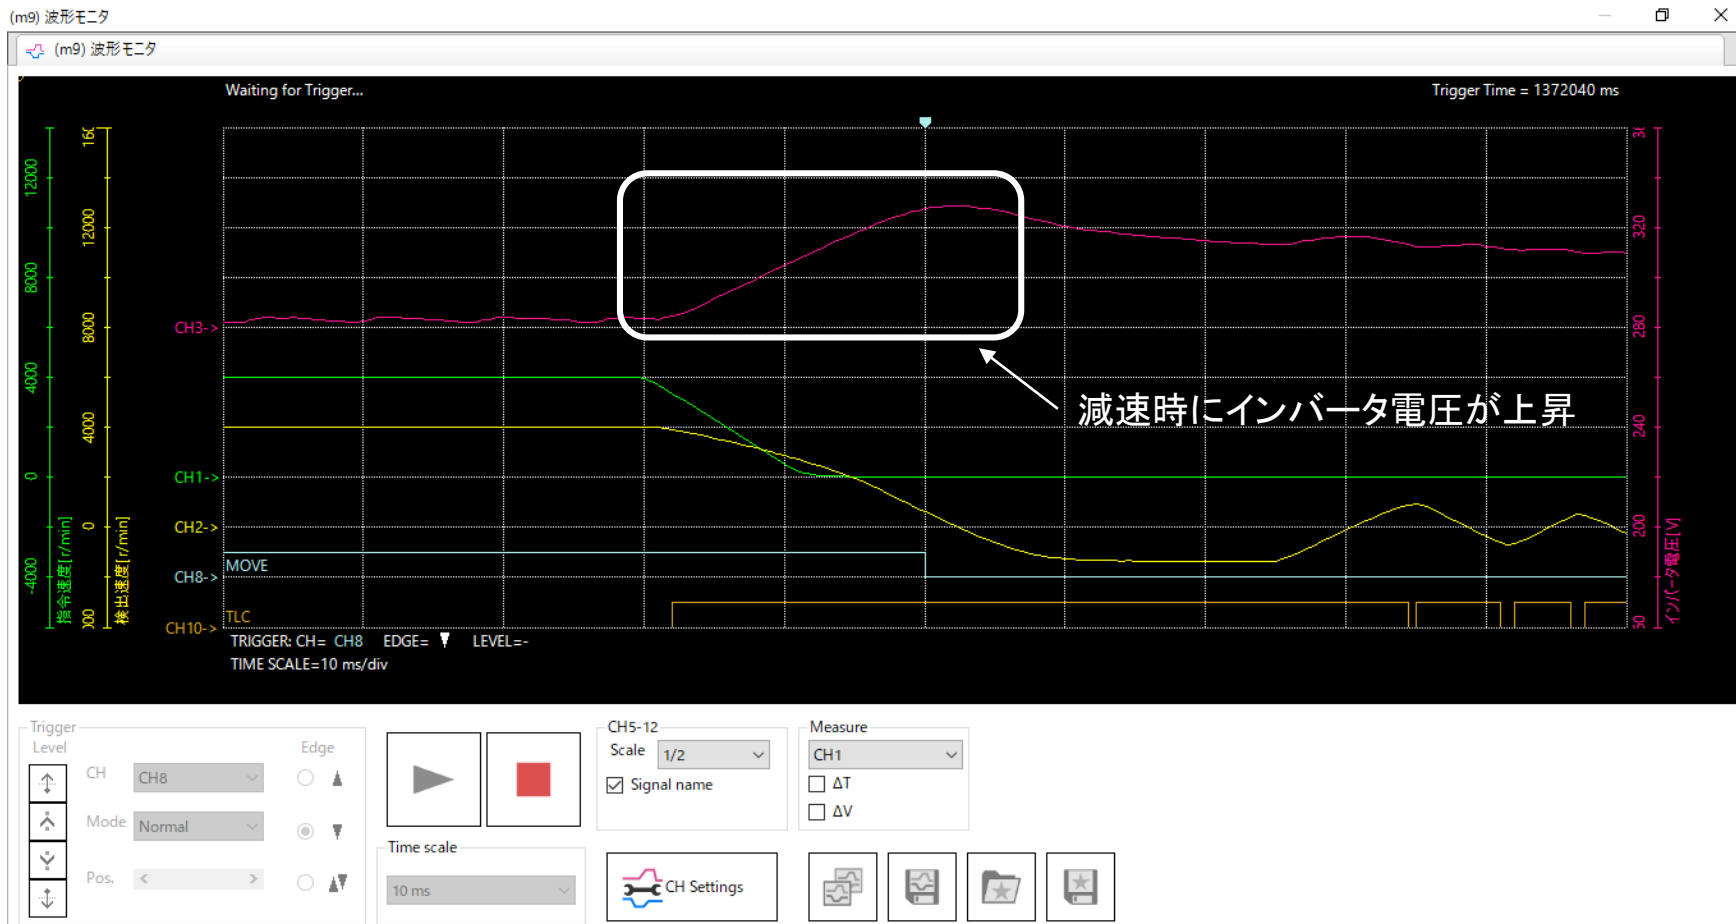 (m9) 波形モニタ
(m9) 波形モニタ
Waiting for Trigger...
Trigger Time = 1372040 ms
12000
8000
4000
0
-4000
指令速度[r/min]
12000
8000
4000
0
検出速度[r/min]
320
280
240
200
インバータ電圧[V]
CH3->
CH1->
CH2->
CH8->
CH10->
減速時にインバータ電圧が上昇
MOVE
TLC
TRIGGER: CH= CH8 EDGE= LEVEL=-
TIME SCALE=10 ms/div
Trigger
Level
Edge
CH
CH8
Mode
Normal
Pos.
Time scale
10 ms
CH5-12
Scale
1/2
Signal name
Measure
CH1
ΔT
ΔV
CH Settings